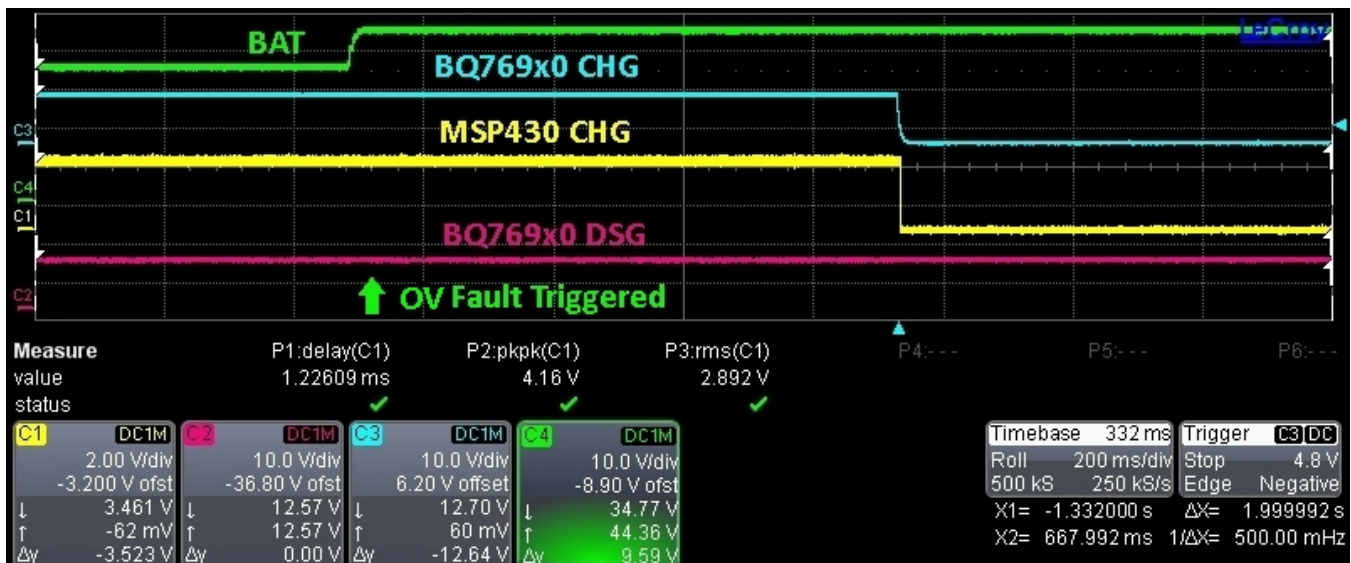 LeCroy
BAT
BQ769x0 CHG
C3
MSP430 CHG
C4
C1
BQ769x0 DSG
C2
OV Fault Triggered
Measure P1:delay(C1) P2:pkpk(C1) P3:rms(C1) P4:- - - P5:- - - P6:- - -
value 1.22609 ms 4.16 V 2.892 V
status
C1 DC1M C2 DC1M C3 DC1M C4 DC1M Timebase 332 ms Trigger C3 DC
2.00 V/div 10.0 V/div 10.0 V/div 10.0 V/div Roll 200 ms/div Stop 4.8 V
-3.200 V ofst -36.80 V ofst 6.20 V offset -8.90 V ofst 500 kS 250 kS/s Edge Negative
↓ 3.461 V ↓ 12.57 V ↓ 12.70 V ↓ 34.77 V X1= -1.332000 s ΔX= 1.999992 s
↑ -62 mV ↑ 12.57 V ↑ 60 mV ↑ 44.36 V X2= 667.992 ms 1/ΔX= 500.00 mHz
Δy -3.523 V Δy 0.00 V Δy -12.64 V Δy 9.59 V